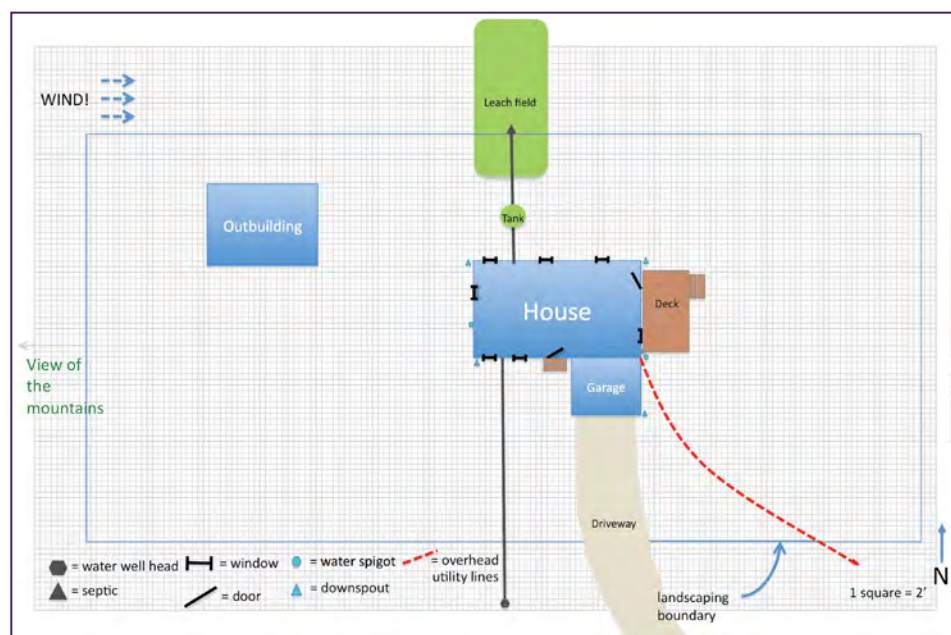 Leach field
WIND!
Tank
Outbuilding
House
Deck
View of
the
mountains
Garage
Driveway
= water well head
= window
= water spigot
= overhead
utility lines
= septic
= door
= downspout
landscaping
boundary
1 square = 2’
N